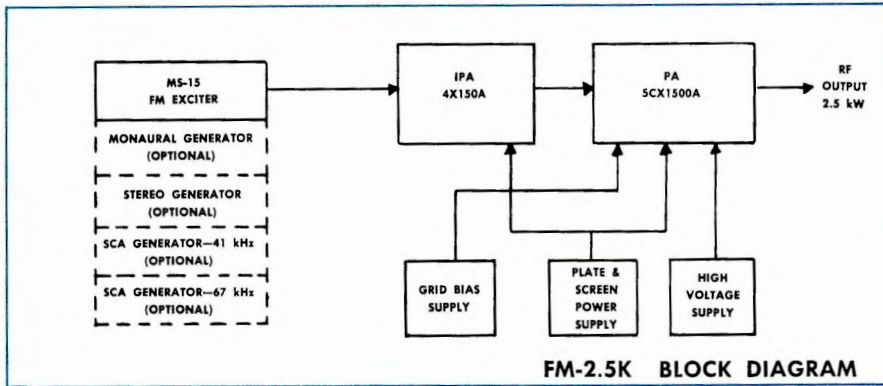 MS-15
FM EXCITER
MONAURAL GENERATOR
(OPTIONAL)
STEREO GENERATOR
(OPTIONAL)
SCA GENERATOR—41 kHz
(OPTIONAL)
SCA GENERATOR—67 kHz
(OPTIONAL)
IPA
4X150A
PA
5CX1500A
RF
OUTPUT
2.5 kW
GRID BIAS
SUPPLY
PLATE &
SCREEN
POWER
SUPPLY
HIGH
VOLTAGE
SUPPLY
FM-2.5K BLOCK DIAGRAM